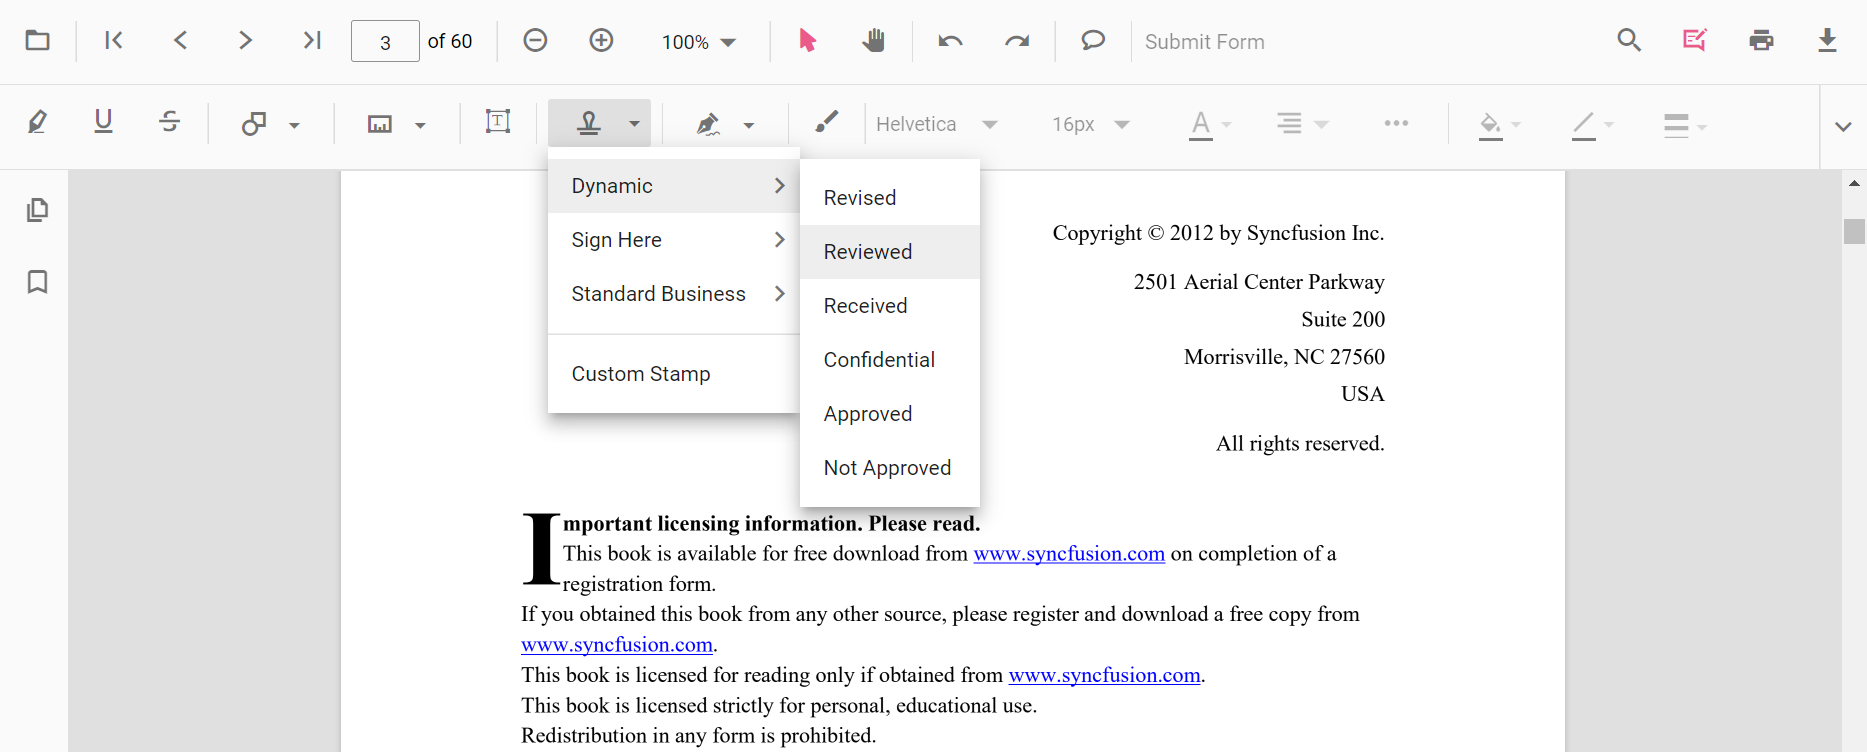 3 of 60 100% Submit Form
U S T Helvetica 16px A
Dynamic
Sign Here
Standard Business
Custom Stamp
Revised
Reviewed
Received
Confidential
Approved
Not Approved
Copyright © 2012 by Syncfusion Inc.
2501 Aerial Center Parkway
Suite 200
Morrisville, NC 27560
USA
All rights reserved.
Important licensing information. Please read.
This book is available for free download from www.syncfusion.com on completion of a
registration form.
If you obtained this book from any other source, please register and download a free copy from
www.syncfusion.com.
This book is licensed for reading only if obtained from www.syncfusion.com.
This book is licensed strictly for personal, educational use.
Redistribution in any form is prohibited.